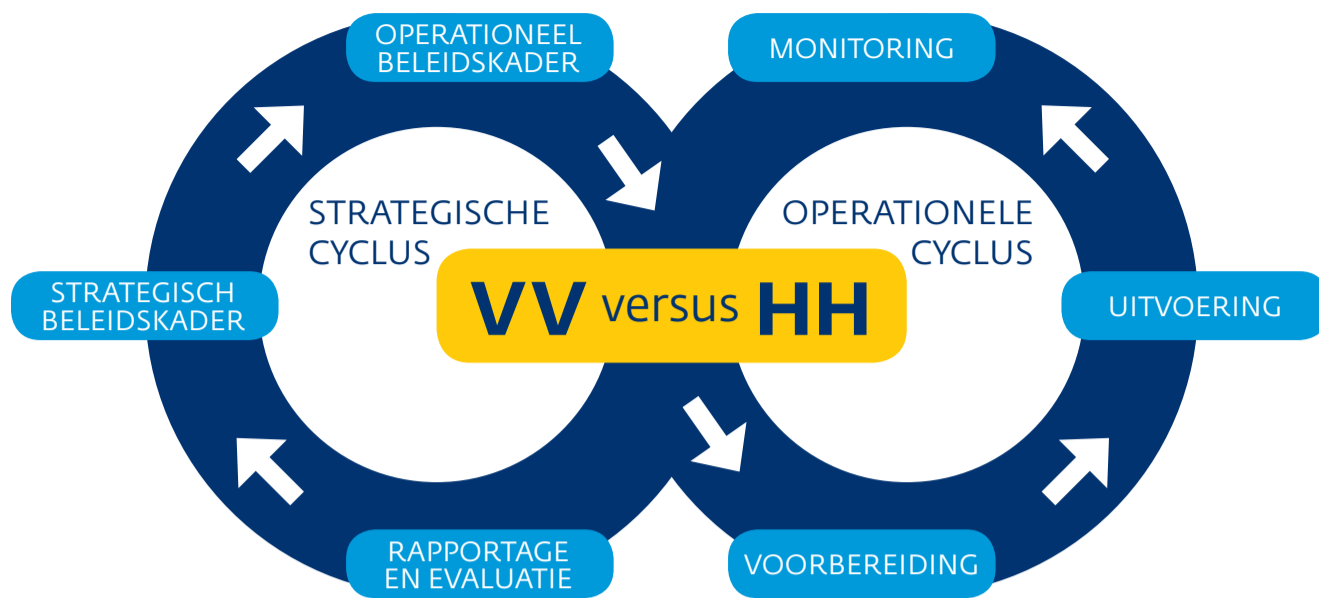 OPERATIONEEL
BELEIDSKADER
MONITORING
STRATEGISCHE
CYCLUS
OPERATIONELE
CYCLUS
STRATEGISCH
BELEIDSKADER
VV versus HH
UITVOERING
RAPPORTAGE
EN EVALUATIE
VOORBEREIDING